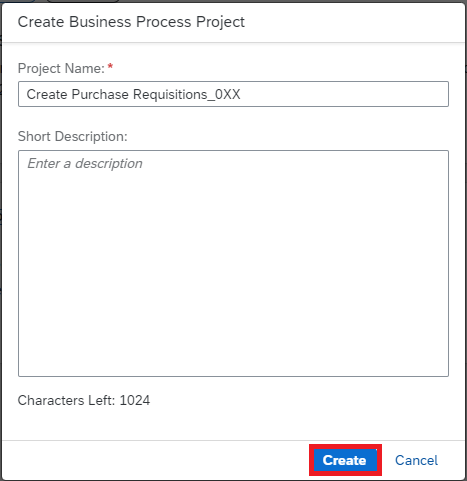 Create Business Process Project
Project Name: *
Create Purchase Requisitions_0XX
Short Description:
Enter a description
Characters Left: 1024
Create Cancel